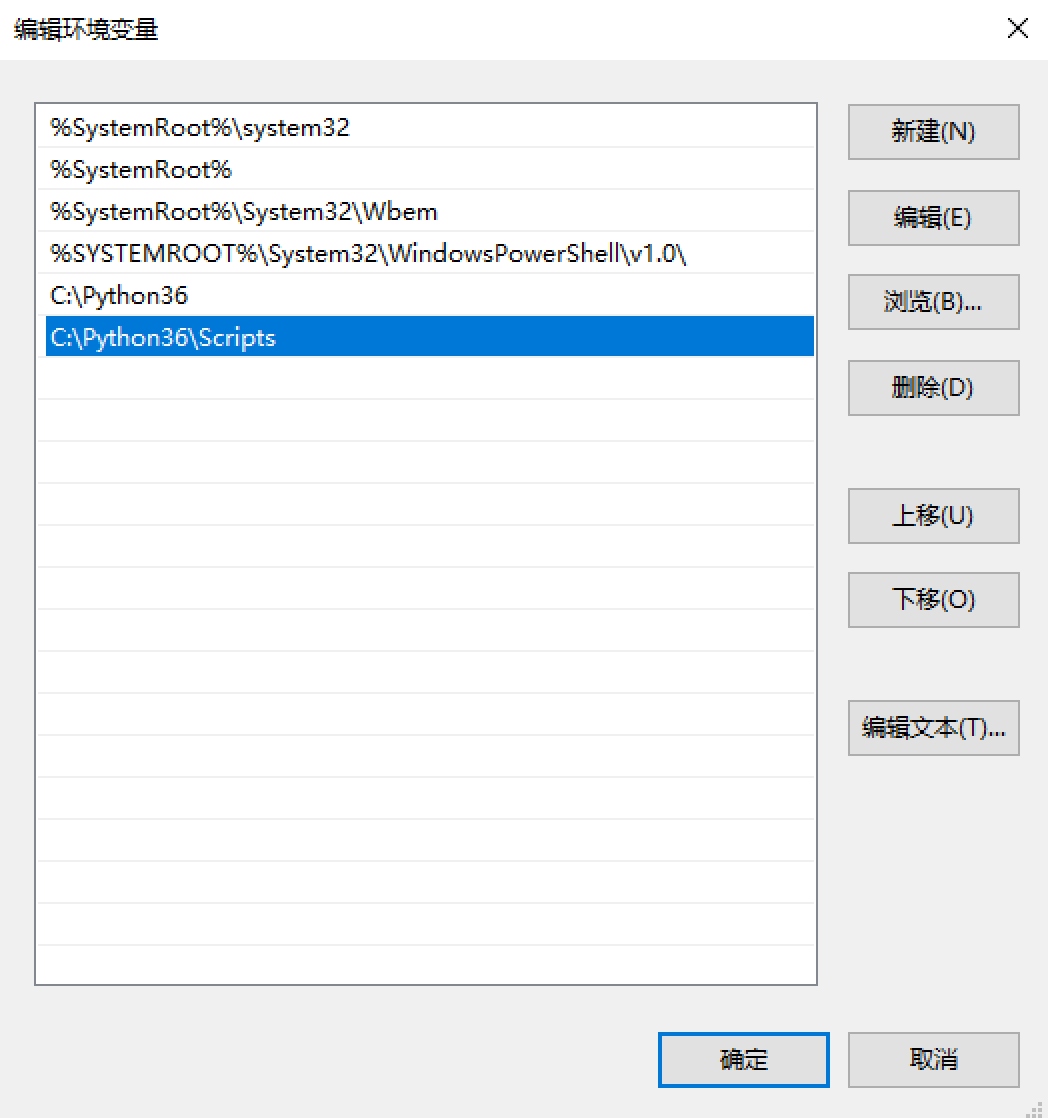 编辑环境变量
%SystemRoot%\system32
%SystemRoot%
%SystemRoot%\System32\Wbem
%SYSTEMROOT%\System32\WindowsPowerShell\v1.0\
C:\Python36
C:\Python36\Scripts
新建(N)
编辑(E)
浏览(B)...
删除(D)
上移(U)
下移(O)
编辑文本(T)...
确定
取消